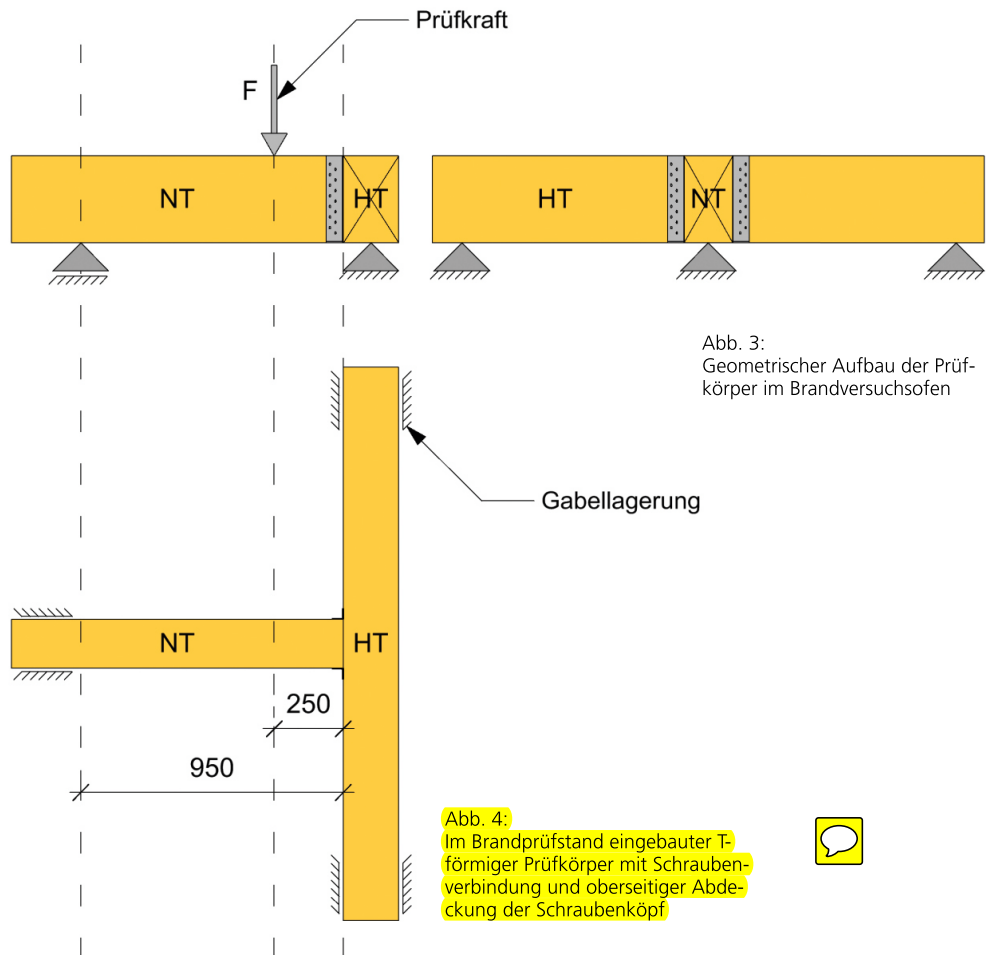 Prüfkraft
F
NT
HT
HT
NT
Abb. 3:
Geometrischer Aufbau der Prüf-
körper im Brandversuchsofen
Gabellagerung
NT
HT
250
950
Abb. 4:
Im Brandprüfstand eingebauter T-
förmiger Prüfkörper mit Schrauben-
verbindung und oberseitiger Abde-
ckung der Schraubenköpf